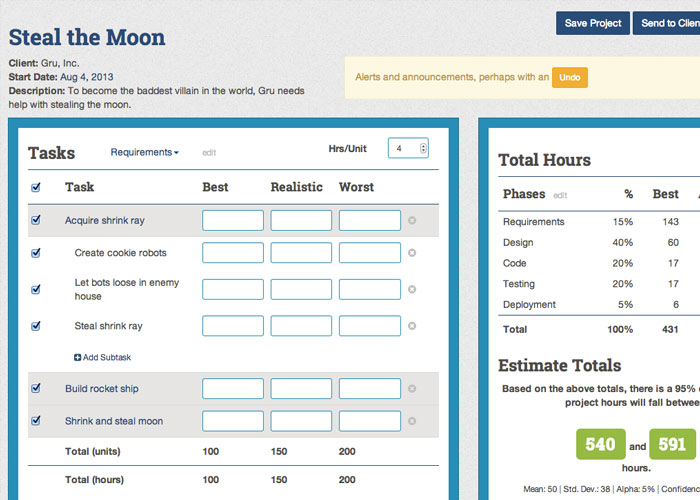 Steal the Moon
Save Project
Send to Clien
Client: Gru, Inc.
Start Date: Aug 4, 2013
Description: To become the baddest villain in the world, Gru needs
help with stealing the moon.
Alerts and announcements, perhaps with an Undo
Tasks Requirements edit Hrs/Unit 4
Task Best Realistic Worst
Acquire shrink ray
Create cookie robots
Let bots loose in enemy
house
Steal shrink ray
Add Subtask
Build rocket ship
Shrink and steal moon
Total (units) 100 150 200
Total (hours) 100 150 200
Total Hours
Phases edit % Best
Requirements 15% 143
Design 40% 60
Code 20% 17
Testing 20% 17
Deployment 5% 6
Total 100% 431
Estimate Totals
Based on the above totals, there is a 95%
project hours will fall betwee
540 and 591
hours.
Mean: 50 | Std. Dev.: 38 | Alpha: 5% | Confidenc